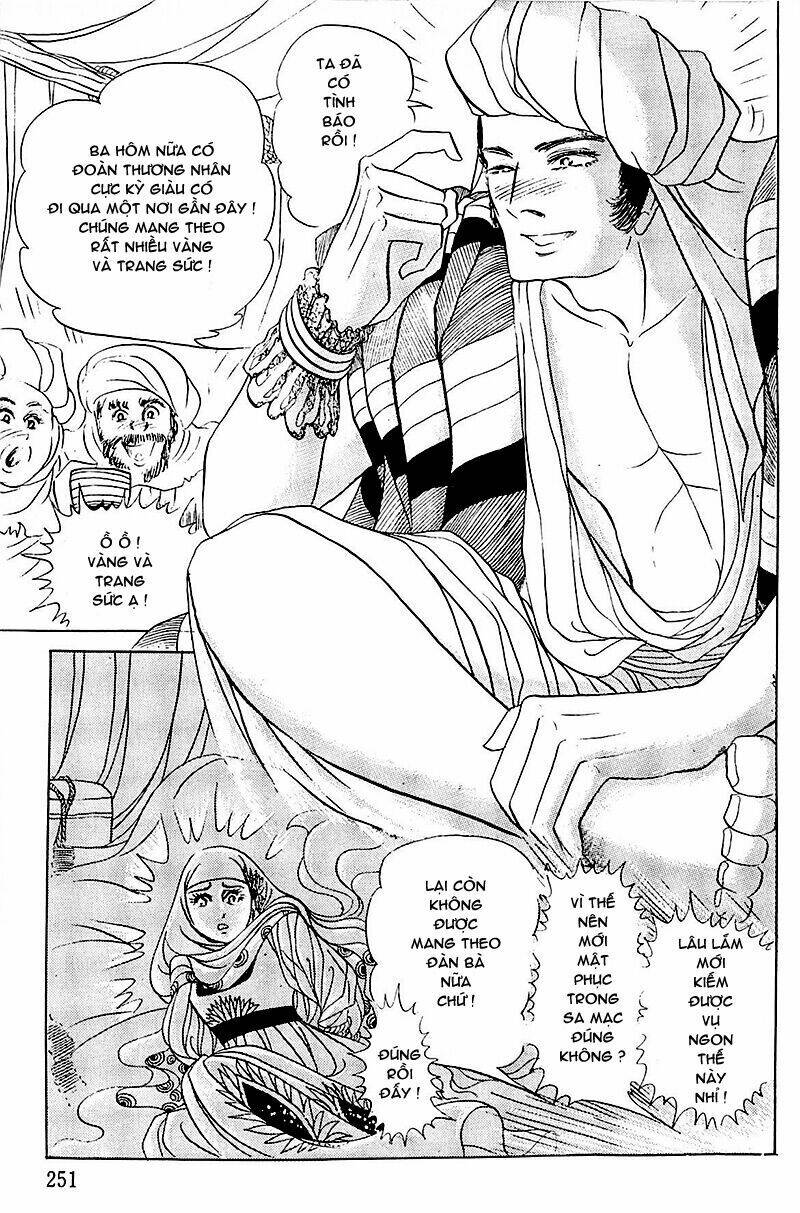 TA ĐÃ
CÓ
TÌNH
BÁO
RỒI !
BA HÔM NỮA CÓ
ĐOÀN THƯƠNG NHÂN
CỰC KỲ GIÀU CÓ
ĐI QUA MỘT NƠI GẦN ĐÂY !
CHÚNG MANG THEO
RẤT NHIỀU VÀNG
VÀ TRANG SỨC !
Ồ Ồ !
VÀNG VÀ
TRANG
SỨC Ạ !
LÂU LẮM
MỚI
KIẾM
ĐƯỢC
VỤ
NGON
THẾ
NÀY
NHỈ !
VÌ THẾ
NÊN
MỚI
MẬT
PHỤC
TRONG
SA MẠC
ĐÚNG
KHÔNG ?
LẠI CÒN
KHÔNG
ĐƯỢC
MANG THEO
ĐÀN BÀ
NỮA
CHỨ !
ĐÚNG
RỒI
ĐẤY !
251